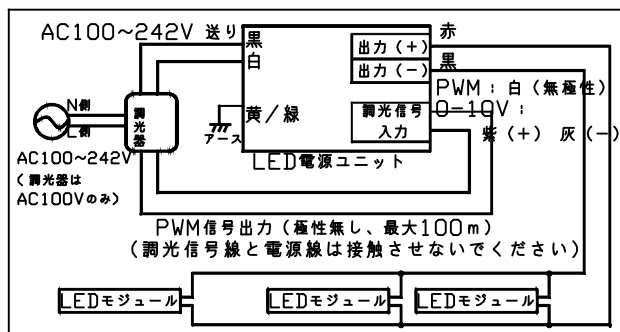 AC100~242V 送り
黒
白
黄/緑
アース
出力(+)
出力(-)
調光信号
入力
LED電源ユニット
赤
黒
PWM:白(無極性)
0-10V:
紫(+) 灰(-)
N側
L側
調光器
AC100~242V
(調光器は
AC100Vのみ)
PWM信号出力(極性無し、最大100m)
(調光信号線と電源線は接触させないでください)
LEDモジュール
LEDモジュール
LEDモジュール